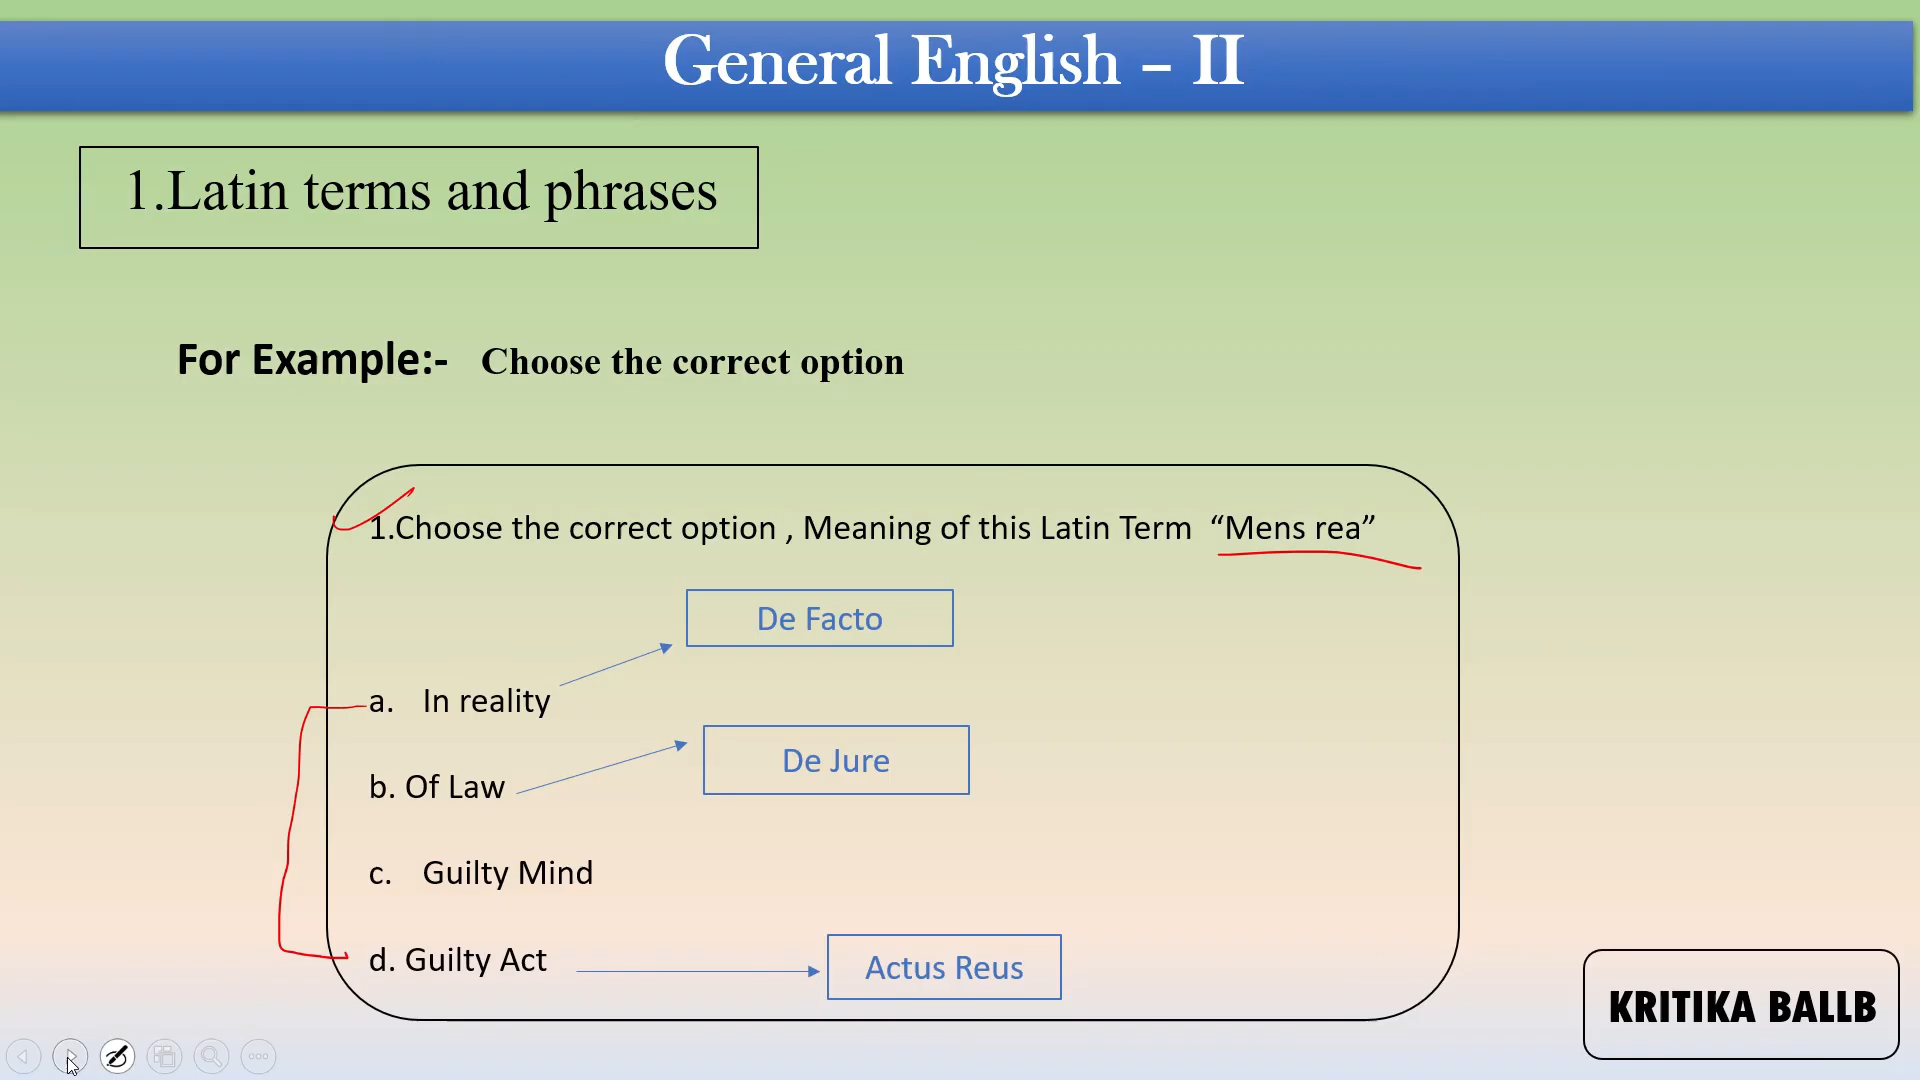 General English – II
1.Latin terms and phrases
For Example:- Choose the correct option
1.Choose the correct option , Meaning of this Latin Term “Mens rea”
De Facto
a. In reality
De Jure
b. Of Law
c. Guilty Mind
d. Guilty Act
Actus Reus
KRITIKA BALLB